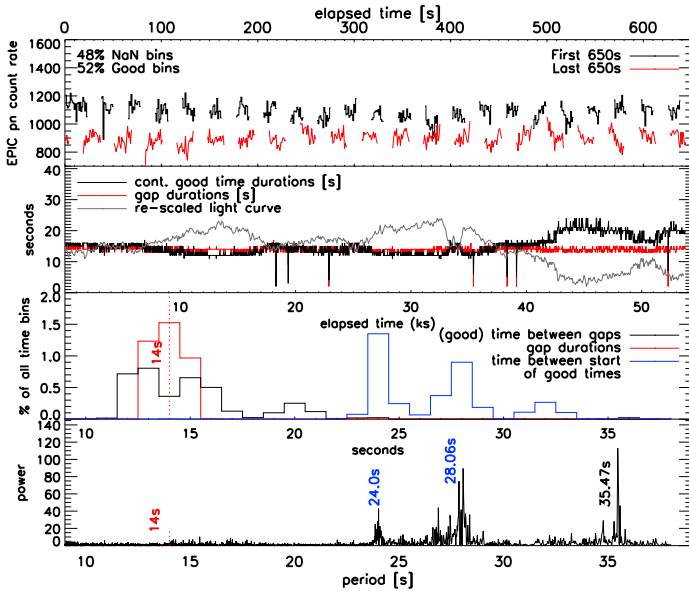 elapsed time [s]
0 100 200 300 400 500 600
1600
1400
1200
1000
800
EPIC pn count rate
48% NaN bins
52% Good bins
First 650s
Last 650s
40
30
20
10
0
seconds
cont. good time durations [s]
gap durations [s]
re-scaled light curve
10 20 30 40 50
elapsed time (ks)
2.0
1.5
1.0
0.5
0.0
% of all time bins
14s
(good) time between gaps
gap durations
time between start
of good times
10 15 20 25 30 35
seconds
140
120
100
80
60
40
20
0
power
14s
24.0s
28.06s
35.47s
10 15 20 25 30 35
period [s]